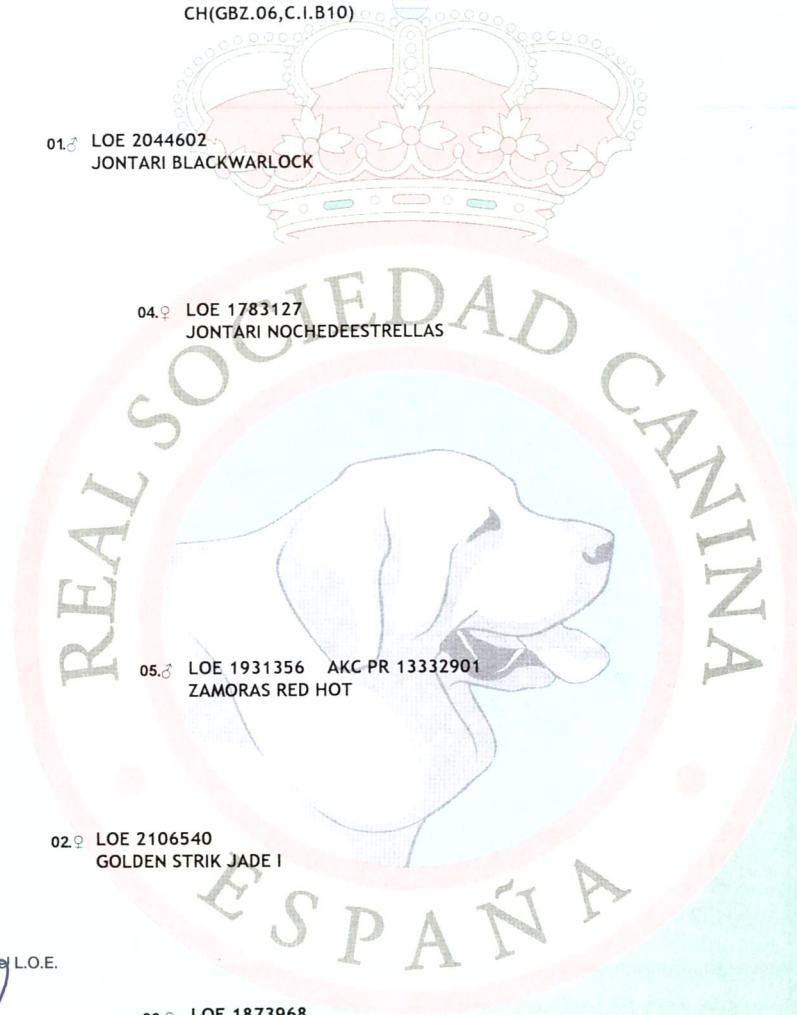 CH(GBZ.06,C.I.B10)
01.♂ LOE 2044602
JONTARI BLACKWARLOCK
04.♀ LOE 1783127
JONTARI NOCHEDEESTRELLAS
REAL SOCIEDAD CANINA
05.♂ LOE 1931356 AKC PR 13332901
ZAMORAS RED HOT
02.♀ LOE 2106540
GOLDEN STRIK JADE I
ESPAÑA
el L.O.E.
LOE 1873968